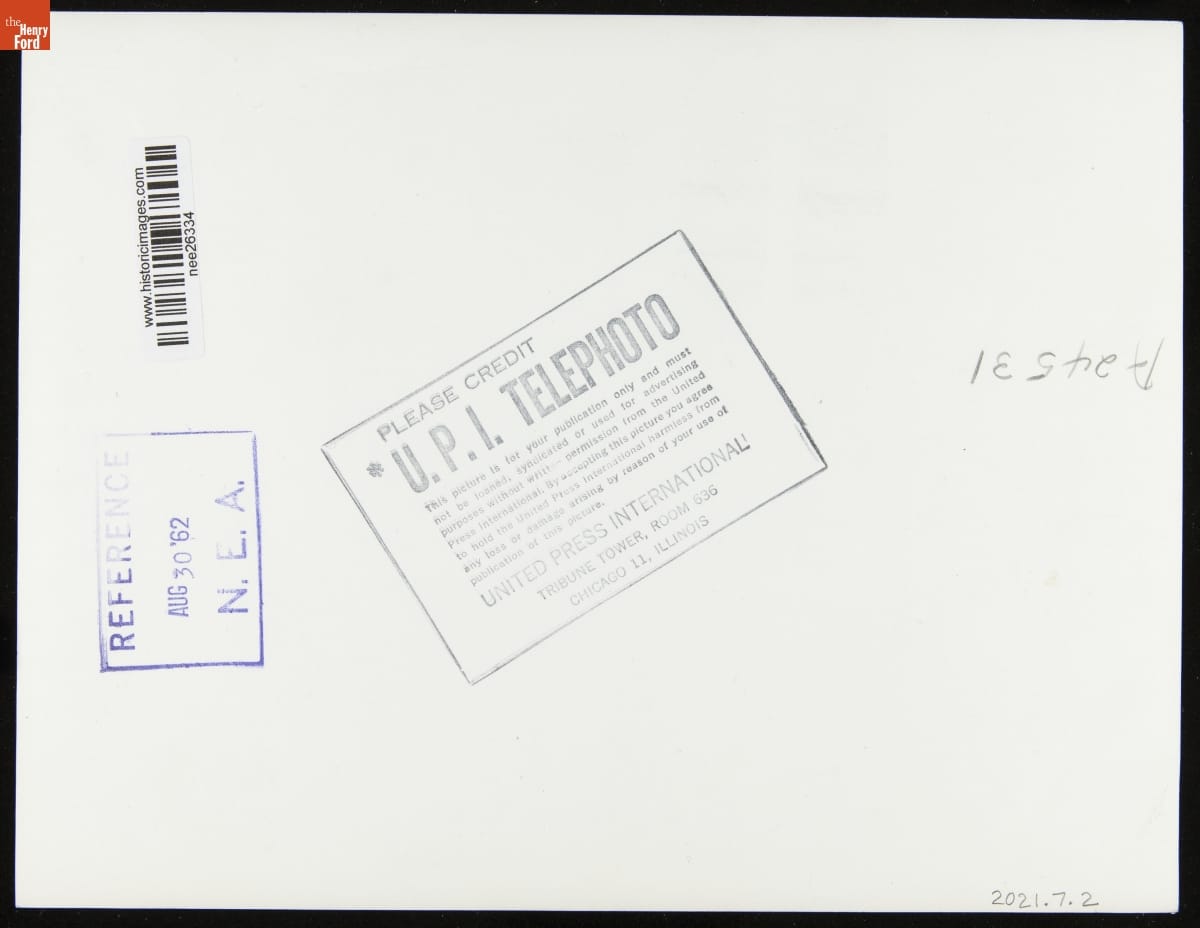 the
Henry
Ford
www.historicimages.com
nee26334
REFERENCE
AUG 30 '62
N. E. A.
PLEASE CREDIT
* U. P. I. TELEPHOTO
This picture is for your publication only and must
not be loaned, syndicated or used for advertising
purposes without permission from the United
Press International. By accepting this picture you agree
to hold the United Press International harmless from
any loss or damage arising by reason of your use of
publication of this picture.
UNITED PRESS INTERNATIONAL
TRIBUNE TOWER, ROOM 636
CHICAGO 11, ILLINOIS
A24531
2021.7.2